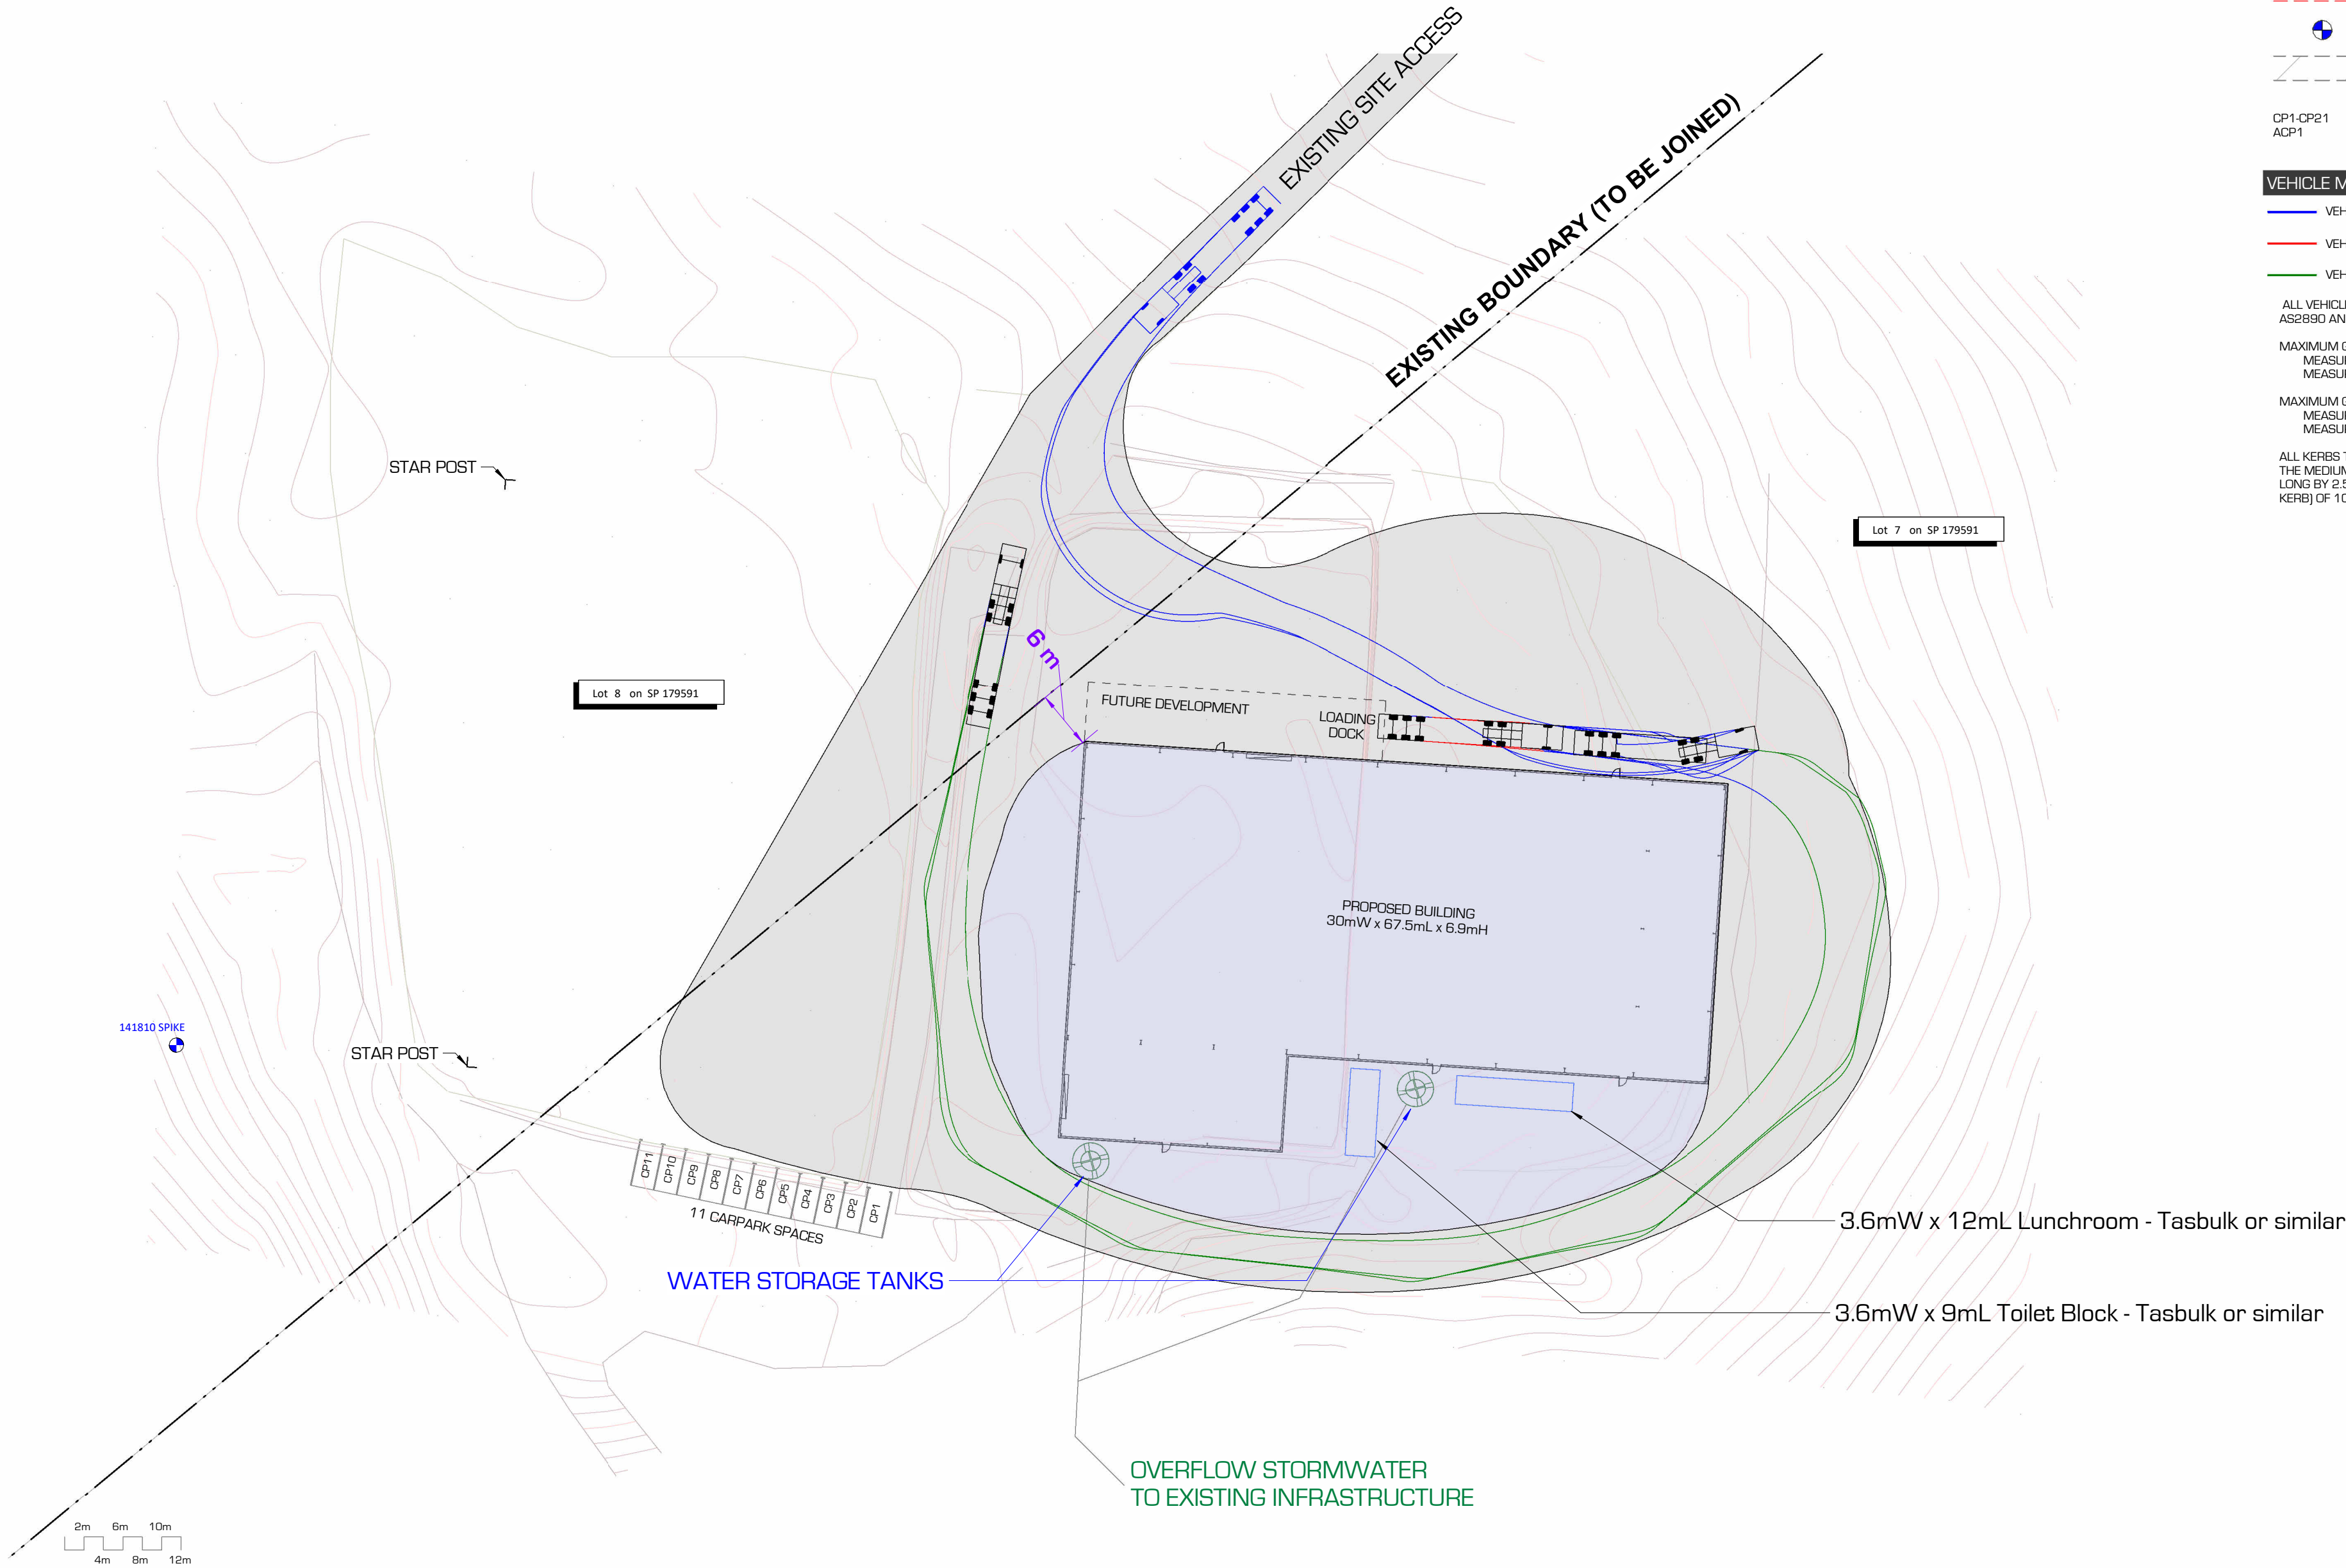 EXISTING SITE ACCESS
EXISTING BOUNDARY (TO BE JOINED)
CP1-CP21
ACP1
VEHICLE M
VEH
VEH
VEH
ALL VEHICL
AS2890 AN
MAXIMUM
MEASU
MEASU
MAXIMUM
MEASU
MEASU
ALL KERBS T
THE MEDIUM
LONG BY 2.5
KERB) OF 10
STAR POST
Lot 7 on SP 179591
6 m
Lot 8 on SP 179591
FUTURE DEVELOPMENT
LOADING
DOCK
PROPOSED BUILDING
30mW x 67.5mL x 6.9mH
141810 SPIKE
STAR POST
CP11
CP10
CP9
CP8
CP7
CP6
CP5
CP4
CP3
CP2
CP1
11 CARPARK SPACES
3.6mW x 12mL Lunchroom - Tasbulk or similar
WATER STORAGE TANKS
3.6mW x 9mL Toilet Block - Tasbulk or similar
OVERFLOW STORMWATER
TO EXISTING INFRASTRUCTURE
2m 6m 10m
4m 8m 12m